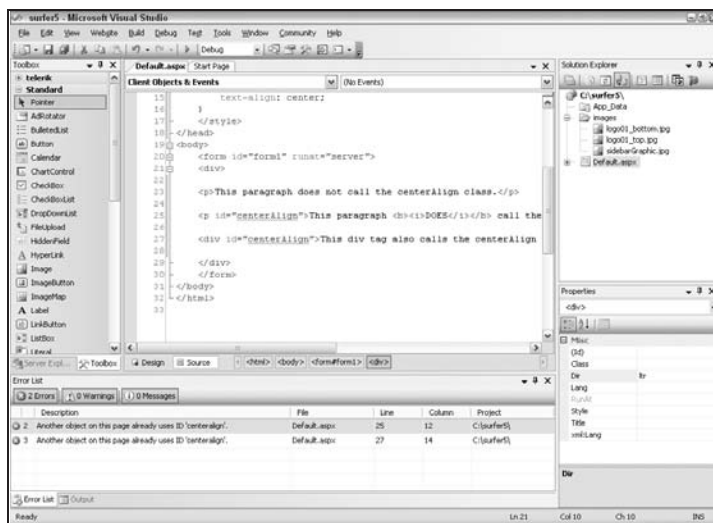 surfer5 - Microsoft Visual Studio
File Edit View Website Build Debug Test Tools Window Community Help
Debug
Toolbox
telerik
Standard
Pointer
AdRotator
BulletedList
Button
Calendar
ChartControl
CheckBox
CheckBoxList
DropDownList
FileUpload
HiddenField
HyperLink
Image
ImageButton
ImageMap
Label
LinkButton
ListBox
Literal
Server Expl... Toolbox
Default.aspx Start Page
Client Objects & Events (No Events)
15 text-align: center;
16 }
17 </style>
18 </head>
19 <body>
20 <form id="form1" runat="server">
21 <div>
22
23 <p>This paragraph does not call the centerAlign class.</p>
24
25 <p id="centerAlign">This paragraph <b><i>DOES</i></b> call the
26
27 <div id="centerAlign">This div tag also calls the centerAlign
28
29 </div>
30 </form>
31 </body>
32 </html>
33
Design Source <html> <body> <form#form1> <div>
Solution Explorer
C:\surfer5\
App_Data
images
logo01_bottom.jpg
logo01_top.jpg
sidebarGraphic.jpg
Default.aspx
Properties
<div>
Misc
(Id)
Class
Dir ltr
Lang
RunAt
Style
Title
xml:Lang
Dir
Error List
2 Errors 0 Warnings 0 Messages
Description File Line Column Project
2 Another object on this page already uses ID 'centeralign'. Default.aspx 25 12 C:\surfer5\
3 Another object on this page already uses ID 'centeralign'. Default.aspx 27 14 C:\surfer5\
Error List Output
Ready Ln 21 Col 10 Ch 10 INS